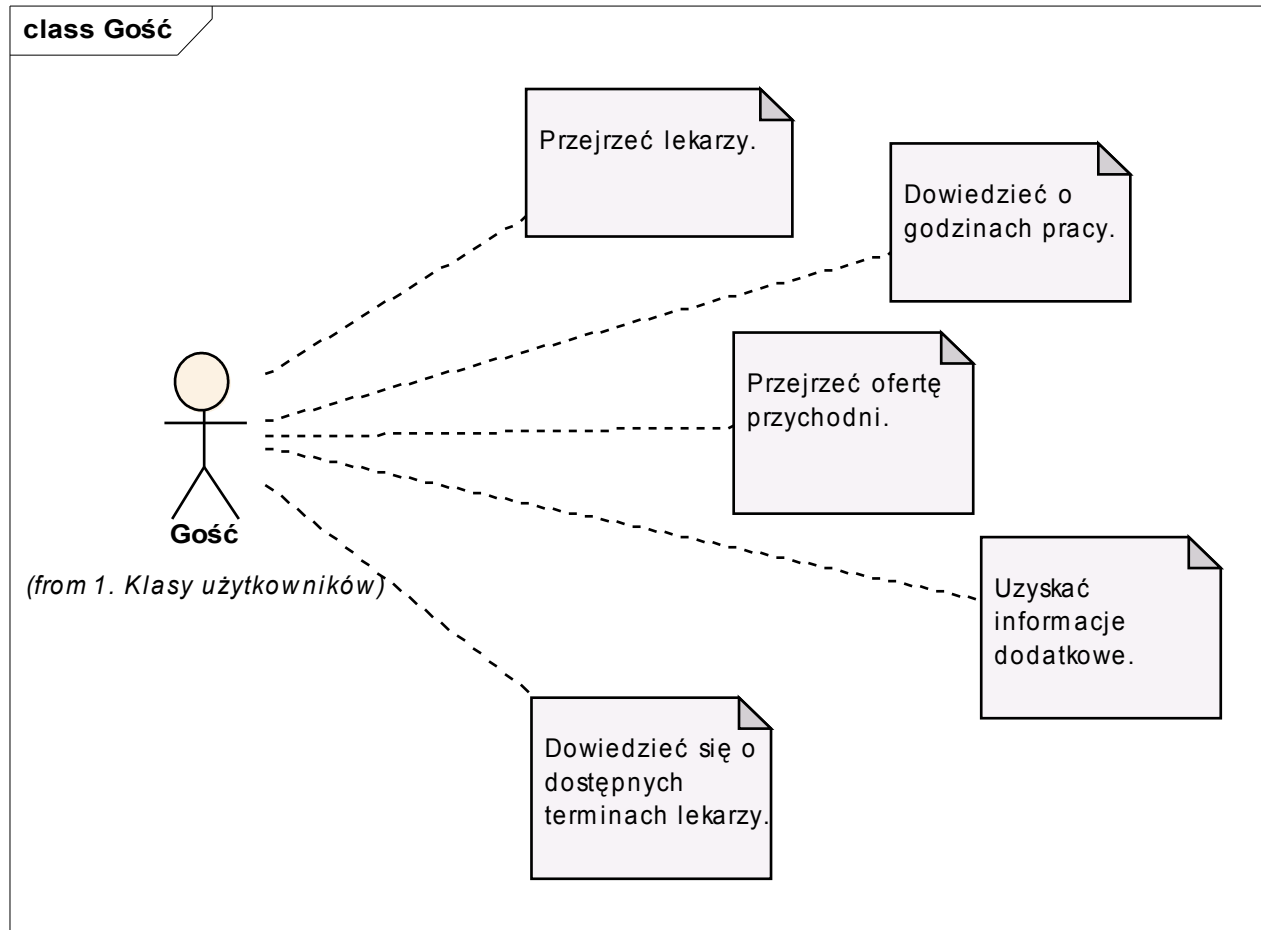 class Gość
Przejrzeć lekarzy.
Dowiedzieć o
godzinach pracy.
Przejrzeć ofertę
przychodni.
Gość
(from 1. Klasy użytkowników)
Uzyskać
informacje
dodatkowe.
Dowiedzieć się o
dostępnych
terminach lekarzy.